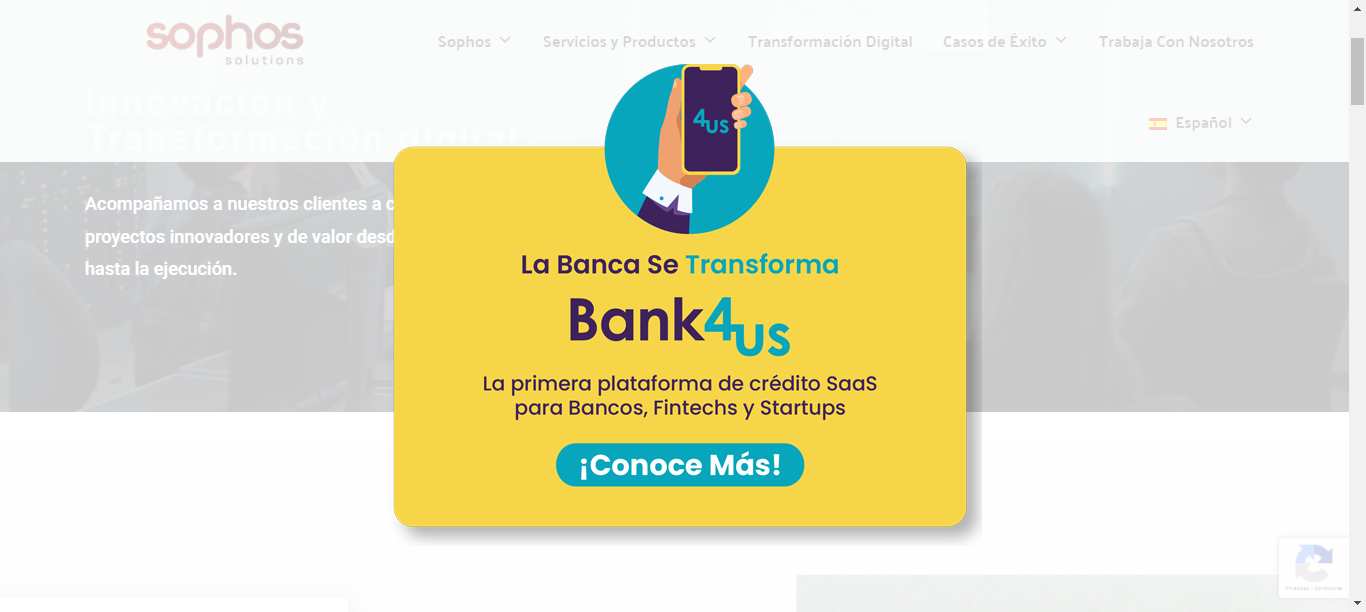 sophos
solutions
Sophos
Servicios y Productos
Transformación Digital
Casos de Éxito
Trabaja Con Nosotros
Español
Innovación y
Transformación digital
Acompañamos a nuestros clientes a c
proyectos innovadores y de valor desd
hasta la ejecución.
4us
La Banca Se Transforma
Bank4us
La primera plataforma de crédito SaaS
para Bancos, Fintechs y Startups
¡Conoce Más!
Privacidad - Condiciones